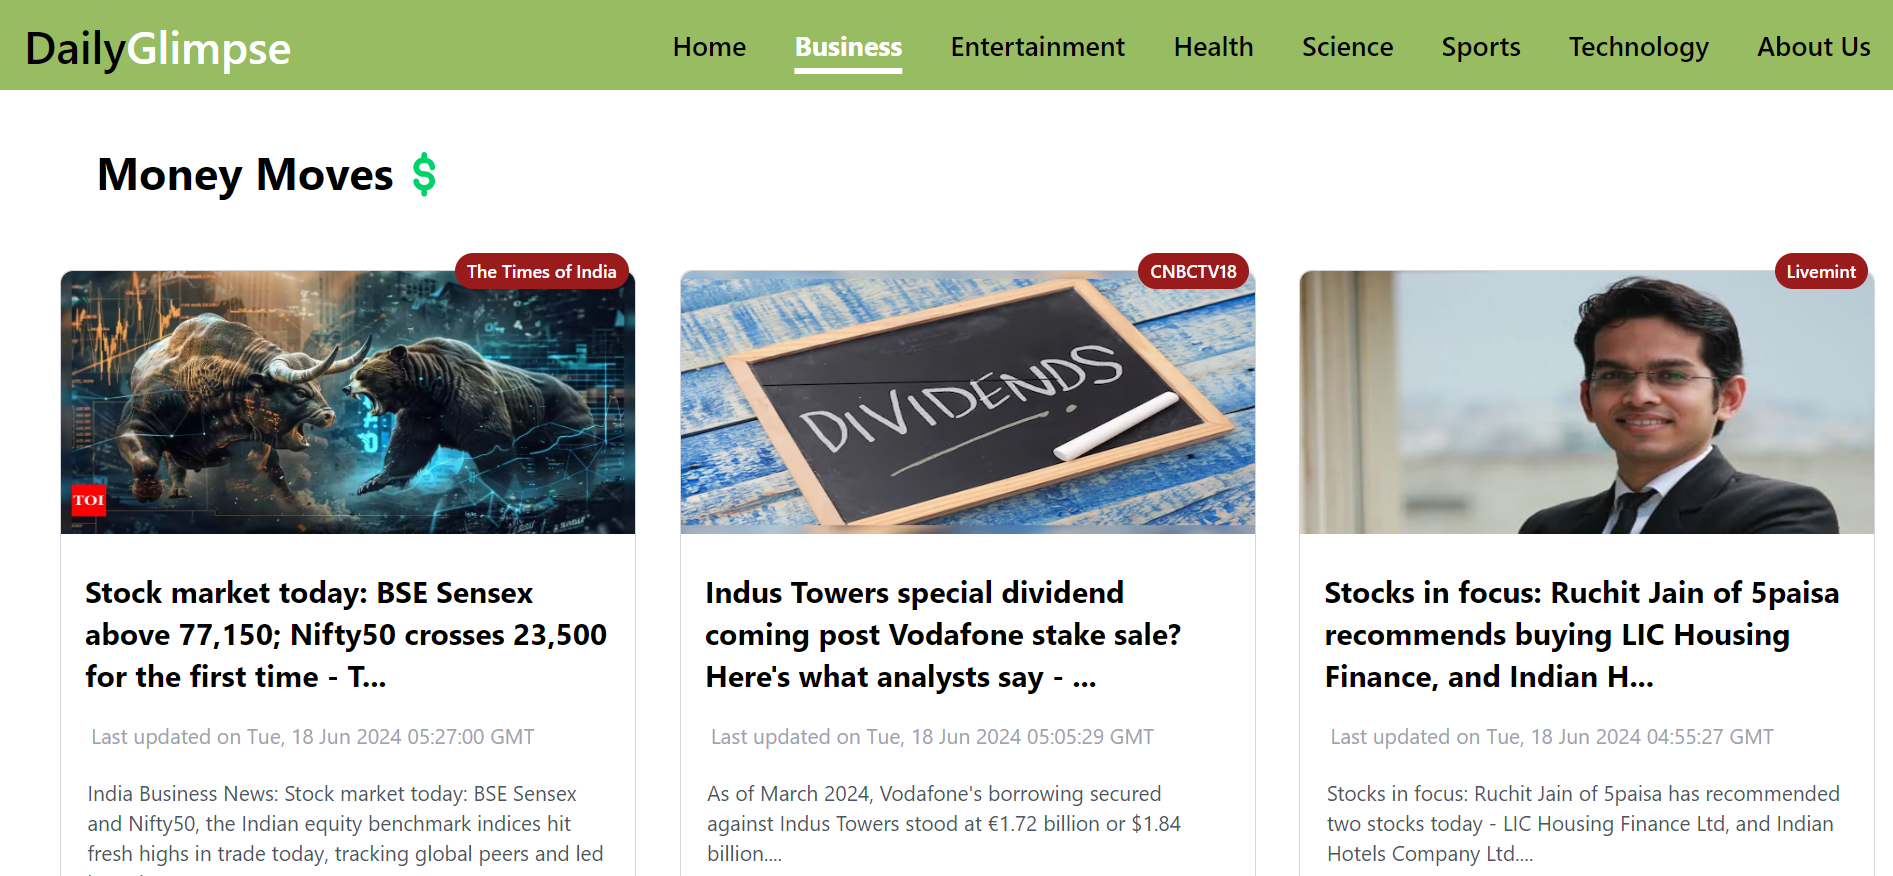 DailyGlimpse
Home Business Entertainment Health Science Sports Technology About Us
Money Moves $
The Times of India
TOI
Stock market today: BSE Sensex
above 77,150; Nifty50 crosses 23,500
for the first time - T...
Last updated on Tue, 18 Jun 2024 05:27:00 GMT
India Business News: Stock market today: BSE Sensex
and Nifty50, the Indian equity benchmark indices hit
fresh highs in trade today, tracking global peers and led
CNBCTV18
DIVIDENDS
Indus Towers special dividend
coming post Vodafone stake sale?
Here's what analysts say - ...
Last updated on Tue, 18 Jun 2024 05:05:29 GMT
As of March 2024, Vodafone's borrowing secured
against Indus Towers stood at €1.72 billion or $1.84
billion....
Livemint
Stocks in focus: Ruchit Jain of 5paisa
recommends buying LIC Housing
Finance, and Indian H...
Last updated on Tue, 18 Jun 2024 04:55:27 GMT
Stocks in focus: Ruchit Jain of 5paisa has recommended
two stocks today - LIC Housing Finance Ltd, and Indian
Hotels Company Ltd....